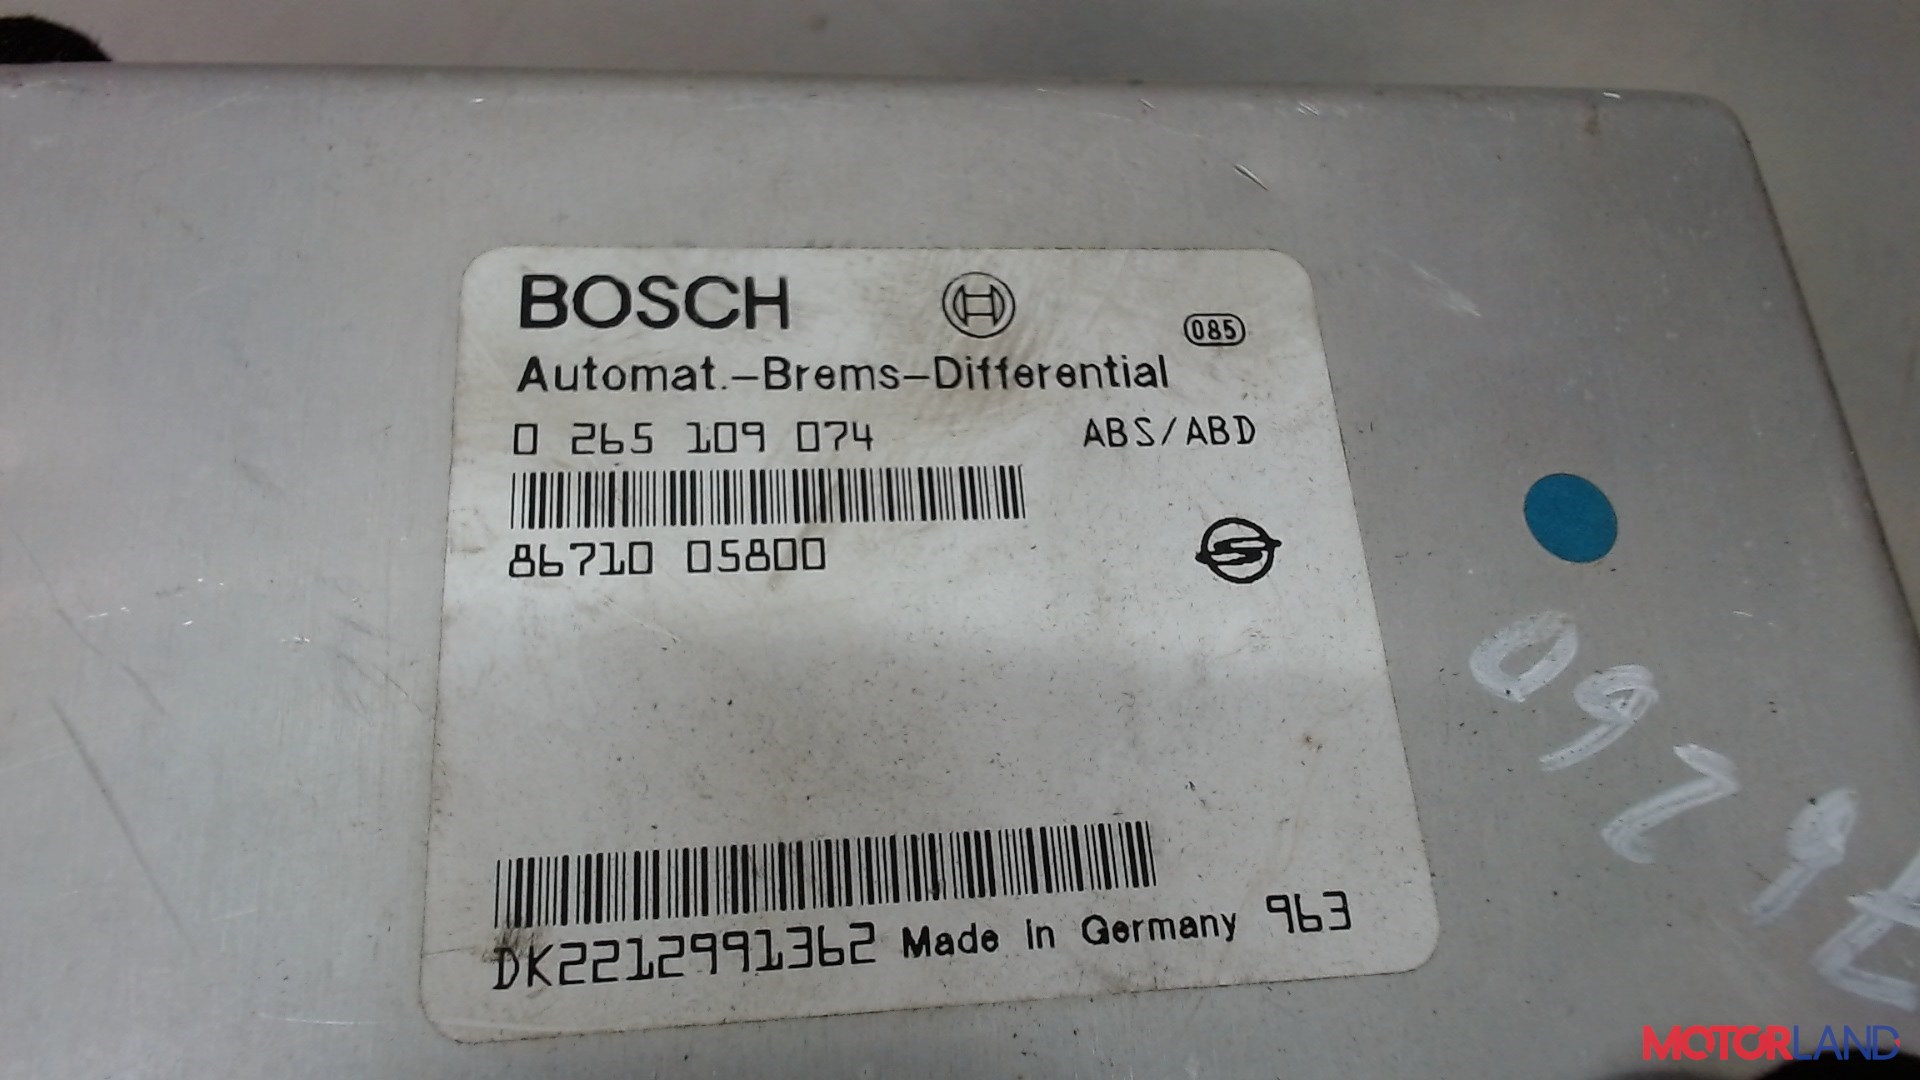 BOSCH
085
Automat.-Brems-Differential
0 265 109 074 ABS/ABD
86710 05800
DK2212991362 Made in Germany 963
MOTORLAND